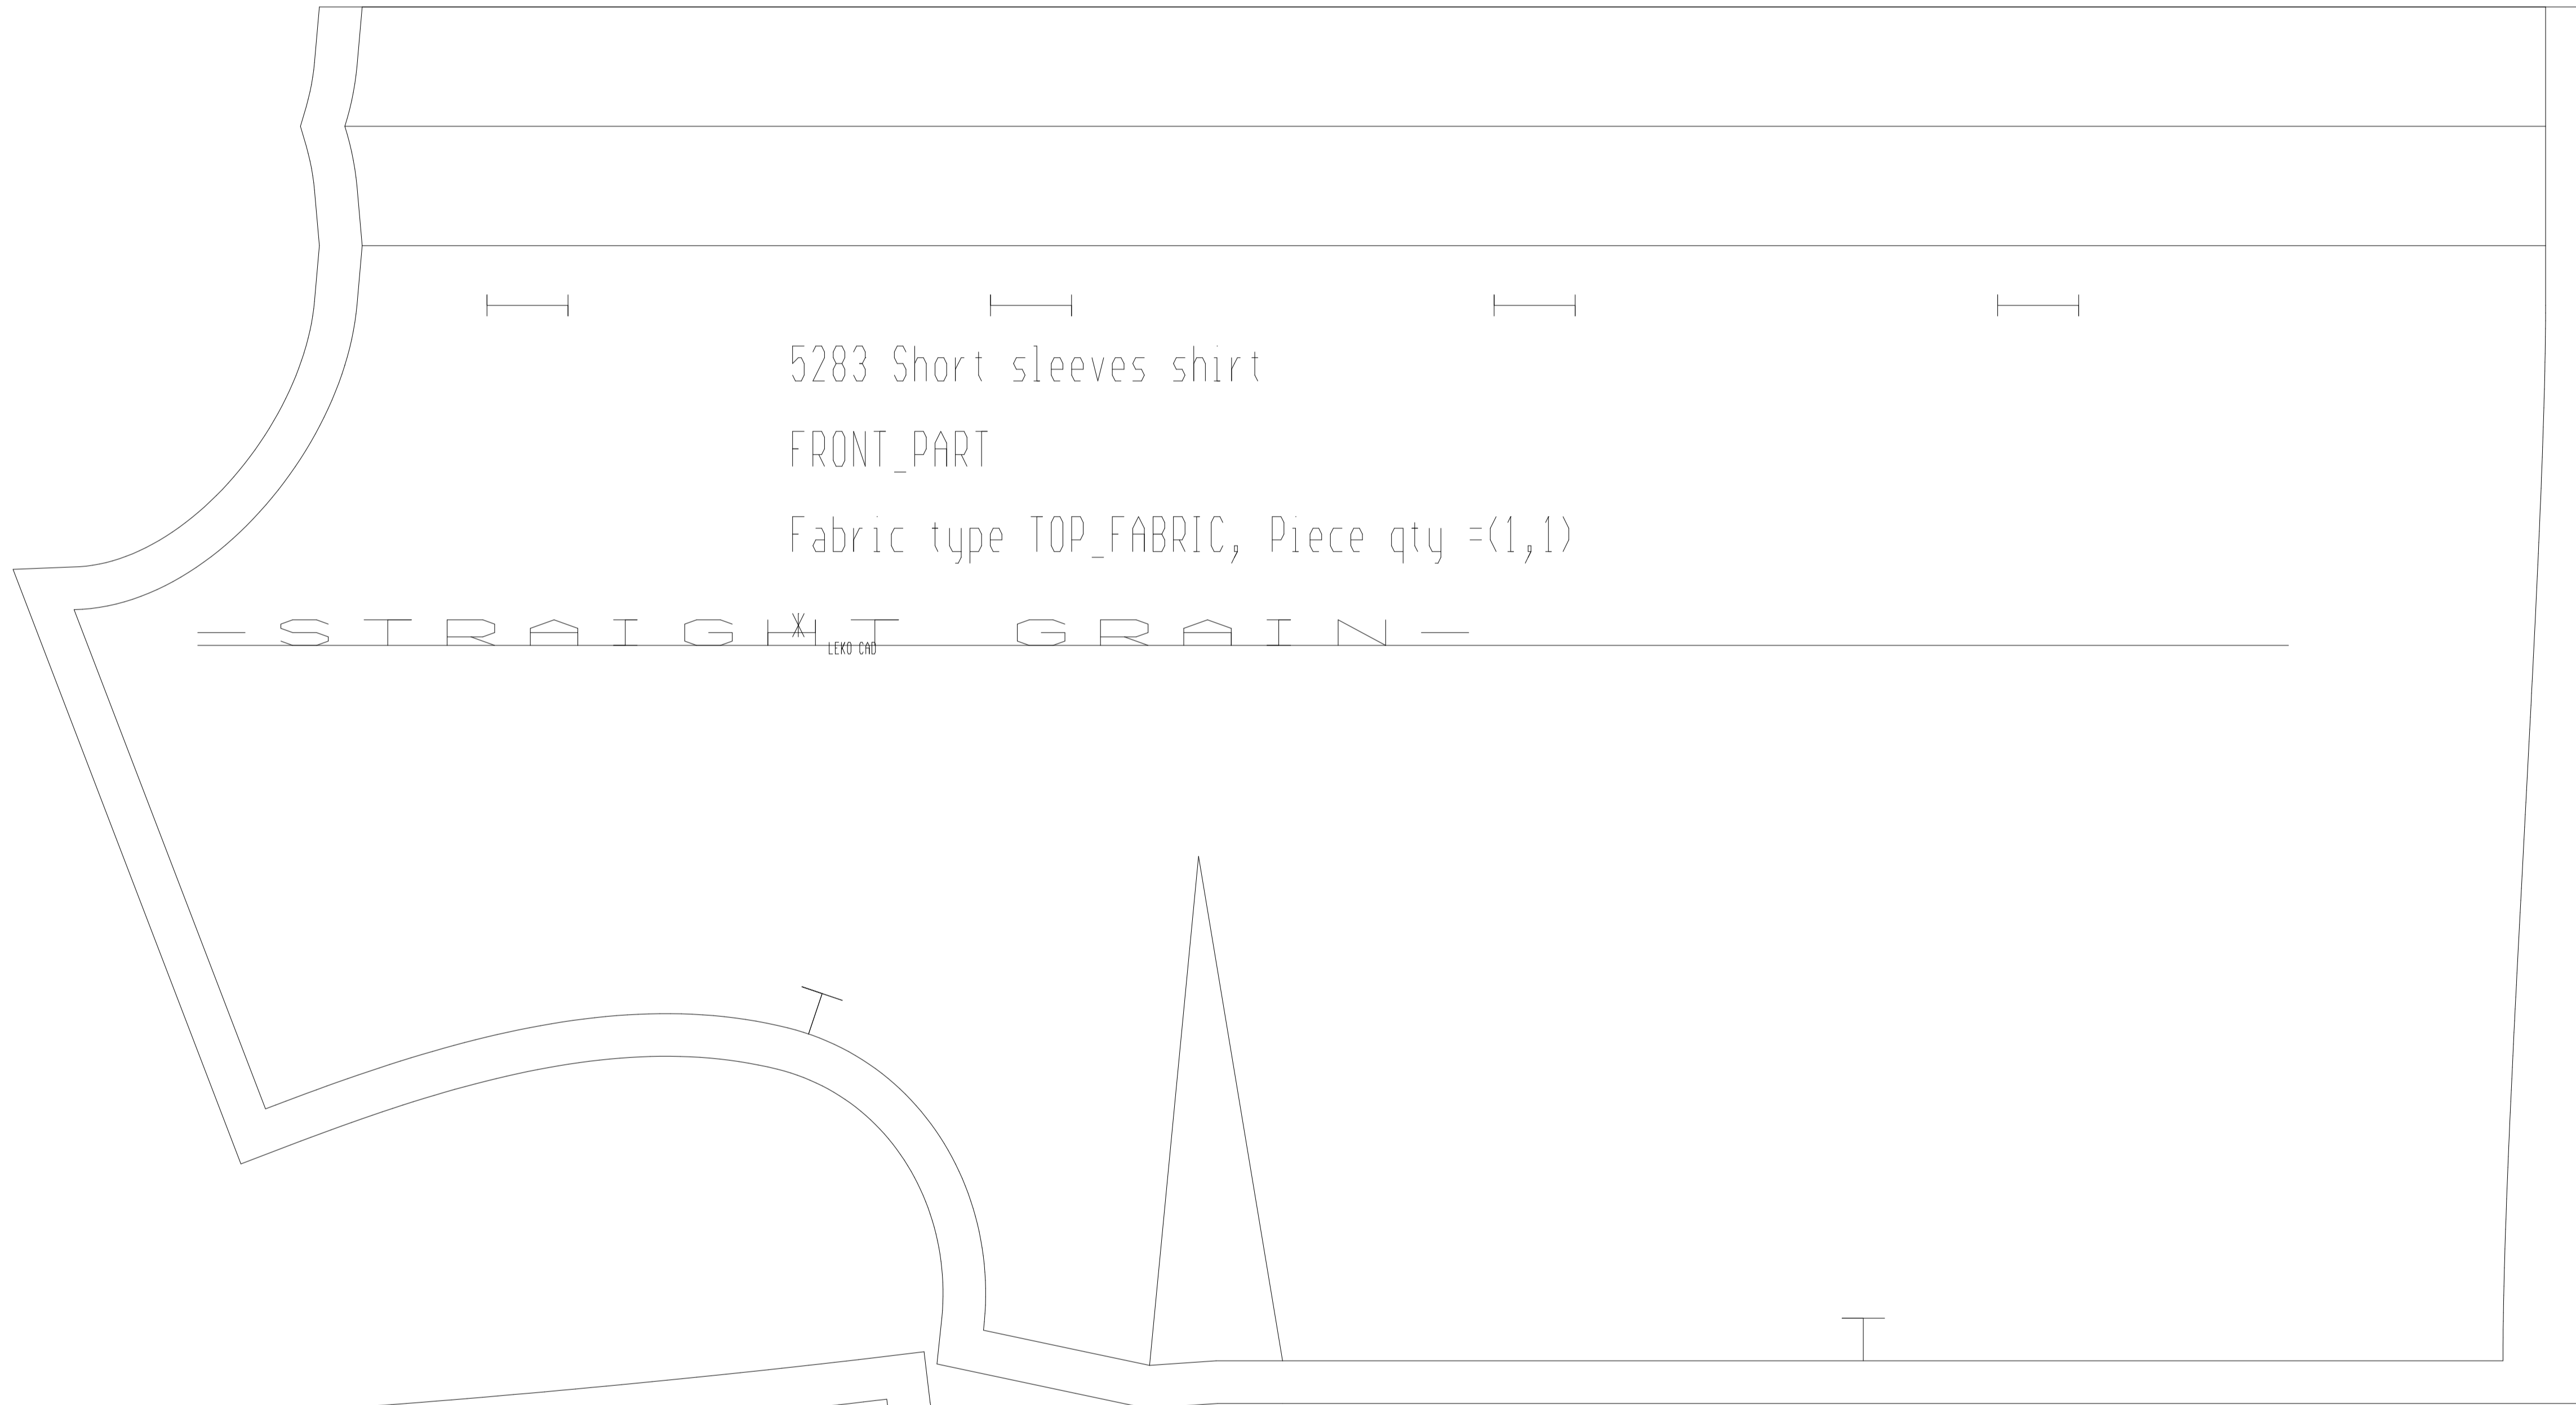 5283 Short sleeves shirt
FRONT_PART
Fabric type TOP_FABRIC, Piece qty =(1,1)
-STRAIGHT GRAIN-
*
LEKO CAD